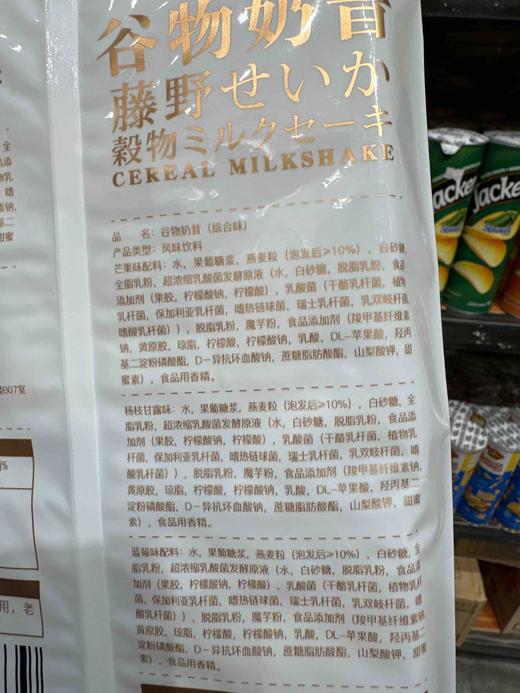 谷物奶昔
藤野せいか
穀物ミルクセーキ
CEREAL MILKSHAKE
品 名：谷物奶昔（综合味）
产品类型：风味饮料
芒果味配料：水，果葡糖浆，燕麦粒（泡发后≥10%），白砂糖，
全脂乳粉，超浓缩乳酸菌发酵原液（水，白砂糖，脱脂乳粉，食品
添加剂（果胶，柠檬酸钠，柠檬酸），乳酸菌（干酪乳杆菌，植物
乳杆菌，保加利亚乳杆菌，嗜热链球菌，瑞士乳杆菌，乳双歧杆菌，
嗜酸乳杆菌）），脱脂乳粉，魔芋粉，食品添加剂（羧甲基纤维素
钠，黄原胶，琼脂，柠檬酸，柠檬酸钠，乳酸，DL-苹果酸，羟丙
基二淀粉磷酸酯，D-异抗坏血酸钠，蔗糖脂肪酸酯，山梨酸钾，甜
蜜素），食品用香精。
杨枝甘露味：水，果葡糖浆，燕麦粒（泡发后≥10%），白砂糖，全
脂乳粉，超浓缩乳酸菌发酵原液（水，白砂糖，脱脂乳粉，食品添
加剂（果胶，柠檬酸钠，柠檬酸），乳酸菌（干酪乳杆菌，植物乳
杆菌，保加利亚乳杆菌，嗜热链球菌，瑞士乳杆菌，乳双歧杆菌，嗜
酸乳杆菌）），脱脂乳粉，魔芋粉，食品添加剂（羧甲基纤维素钠，
黄原胶，琼脂，柠檬酸，柠檬酸钠，乳酸，DL-苹果酸，羟丙基二
淀粉磷酸酯，D-异抗坏血酸钠，蔗糖脂肪酸酯，山梨酸钾，甜蜜
素），食品用香精。
蓝莓味配料：水，果葡糖浆，燕麦粒（泡发后≥10%），白砂糖，全
脂乳粉，超浓缩乳酸菌发酵原液（水，白砂糖，脱脂乳粉，食品添
加剂（果胶，柠檬酸钠，柠檬酸），乳酸菌（干酪乳杆菌，植物乳杆
菌，保加利亚乳杆菌，嗜热链球菌，瑞士乳杆菌，乳双歧杆菌，嗜
酸乳杆菌）），脱脂乳粉，魔芋粉，食品添加剂（羧甲基纤维素钠，
黄原胶，琼脂，柠檬酸，柠檬酸钠，乳酸，DL-苹果酸，羟丙基二
淀粉磷酸酯，D-异抗坏血酸钠，蔗糖脂肪酸酯，山梨酸钾，甜蜜
素），食品用香精。
B07室
用，老
Jacke
Jacke